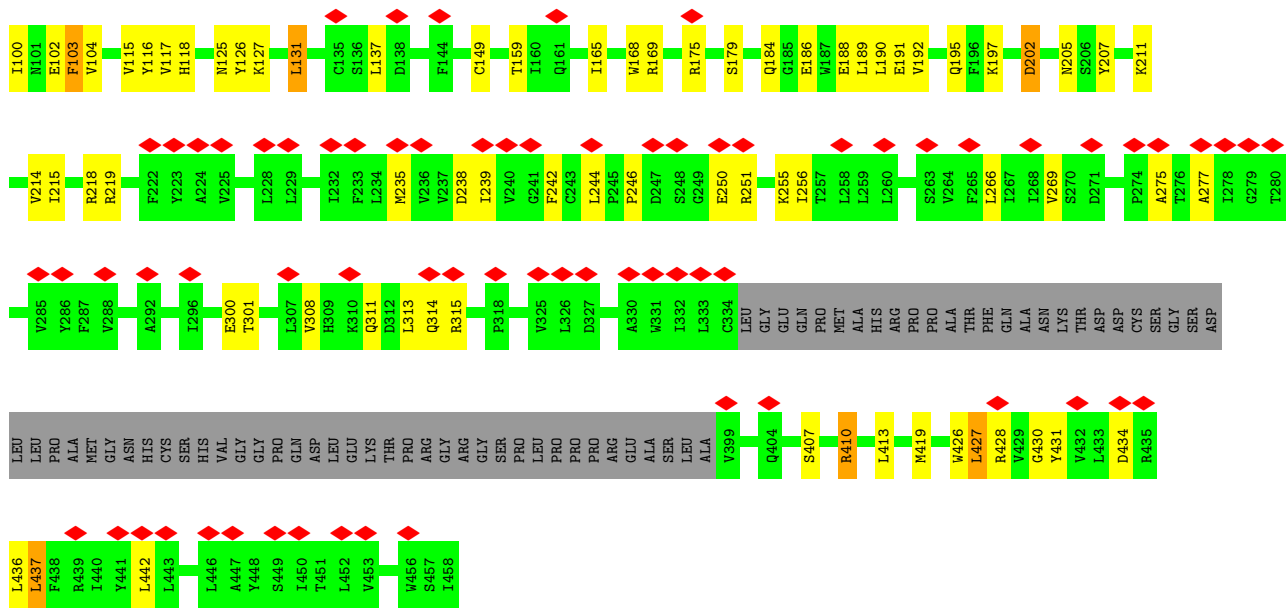 I100 N101 E102 F103 V104 V115 Y116 V117 H118 N125 Y126 K127 L131 C135 S136 L137 D138 F144 C149 T159 I160 Q161 I165 W168 R169 R175 S179 Q184 G185 E186 W187 E188 L189 L190 E191 V192 Q195 F196 K197 D202 N205 S206 Y207 K211
V214 I215 R218 R219 F222 Y223 A224 V225 L228 L229 I232 F233 L234 M235 V236 V237 D238 I239 V240 G241 F242 C243 L244 P245 P246 D247 S248 G249 E250 R251 K255 I256 T257 L258 L259 L260 S263 V264 F265 L266 I267 I268 V269 S270 D271 P274 A275 T276 A277 I278 G279 T280
V285 Y286 F287 V288 A292 I296 E300 T301 L307 V308 H309 K310 Q311 D312 L313 Q314 R315 P318 V325 L326 D327 A330 W331 I332 L333 C334 LEU GLY GLU GLN PRO MET ALA HIS ARG PRO PRO ALA THR PHE GLN ALA ASN LYS THR ASP ASP CYS SER GLY SER ASP
LEU LEU PRO ALA MET GLY ASN HIS CYS SER HIS VAL GLY GLY PRO GLN ASP LEU GLU LYS THR PRO ARG GLY ARG GLY SER PRO LEU PRO PRO PRO ARG GLU ALA SER LEU ALA V399 Q404 S407 R410 L413 M419 W426 L427 R428 V429 G430 Y431 V432 L433 D434 R435
L436 L437 F438 R439 I440 Y441 L442 L443 L446 A447 Y448 S449 I450 T451 L452 V453 W456 S457 I458